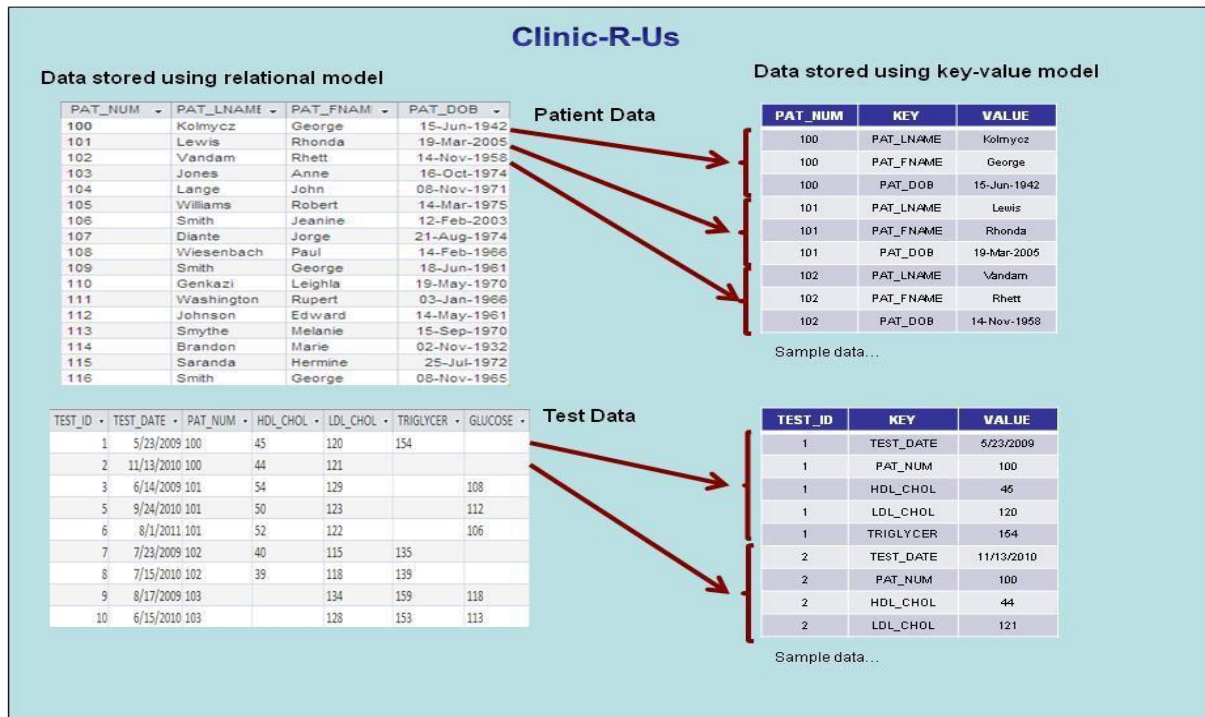 Clinic-R-Us
Data stored using relational model
PAT_NUM PAT_LNAME PAT_FNAM PAT_DOB
100 Kolmycz George 15-Jun-1942
101 Lewis Rhonda 19-Mar-2005
102 Vandam Rhett 14-Nov-1958
103 Jones Anne 16-Oct-1974
104 Lange John 08-Nov-1971
105 Williams Robert 14-Mar-1975
106 Smith Jeanine 12-Feb-2003
107 Diante Jorge 21-Aug-1974
108 Wiesenbach Paul 14-Feb-1966
109 Smith George 18-Jun-1961
110 Genkazi Leighla 19-May-1970
111 Washington Rupert 03-Jan-1966
112 Johnson Edward 14-May-1961
113 Smythe Melanie 15-Sep-1970
114 Brandon Marie 02-Nov-1932
115 Saranda Hermine 25-Jul-1972
116 Smith George 08-Nov-1965
Patient Data
Data stored using key-value model
PAT_NUM KEY VALUE
100 PAT_LNAME Kolmycz
100 PAT_FNAME George
100 PAT_DOB 15-Jun-1942
101 PAT_LNAME Lewis
101 PAT_FNAME Rhonda
101 PAT_DOB 19-Mar-2005
102 PAT_LNAME Vandam
102 PAT_FNAME Rhett
102 PAT_DOB 14-Nov-1958
Sample data...
TEST_ID TEST_DATE PAT_NUM HDL_CHOL LDL_CHOL TRIGLYCER GLUCOSE
1 5/23/2009 100 45 120 154
2 11/13/2010 100 44 121
3 6/14/2009 101 54 129 108
5 9/24/2010 101 50 123 112
6 8/1/2011 101 52 122 106
7 7/23/2009 102 40 115 135
8 7/15/2010 102 39 118 139
9 8/17/2009 103 134 159 118
10 6/15/2010 103 128 153 113
Test Data
TEST_ID KEY VALUE
1 TEST_DATE 5/23/2009
1 PAT_NUM 100
1 HDL_CHOL 45
1 LDL_CHOL 120
1 TRIGLYCER 154
2 TEST_DATE 11/13/2010
2 PAT_NUM 100
2 HDL_CHOL 44
2 LDL_CHOL 121
Sample data...